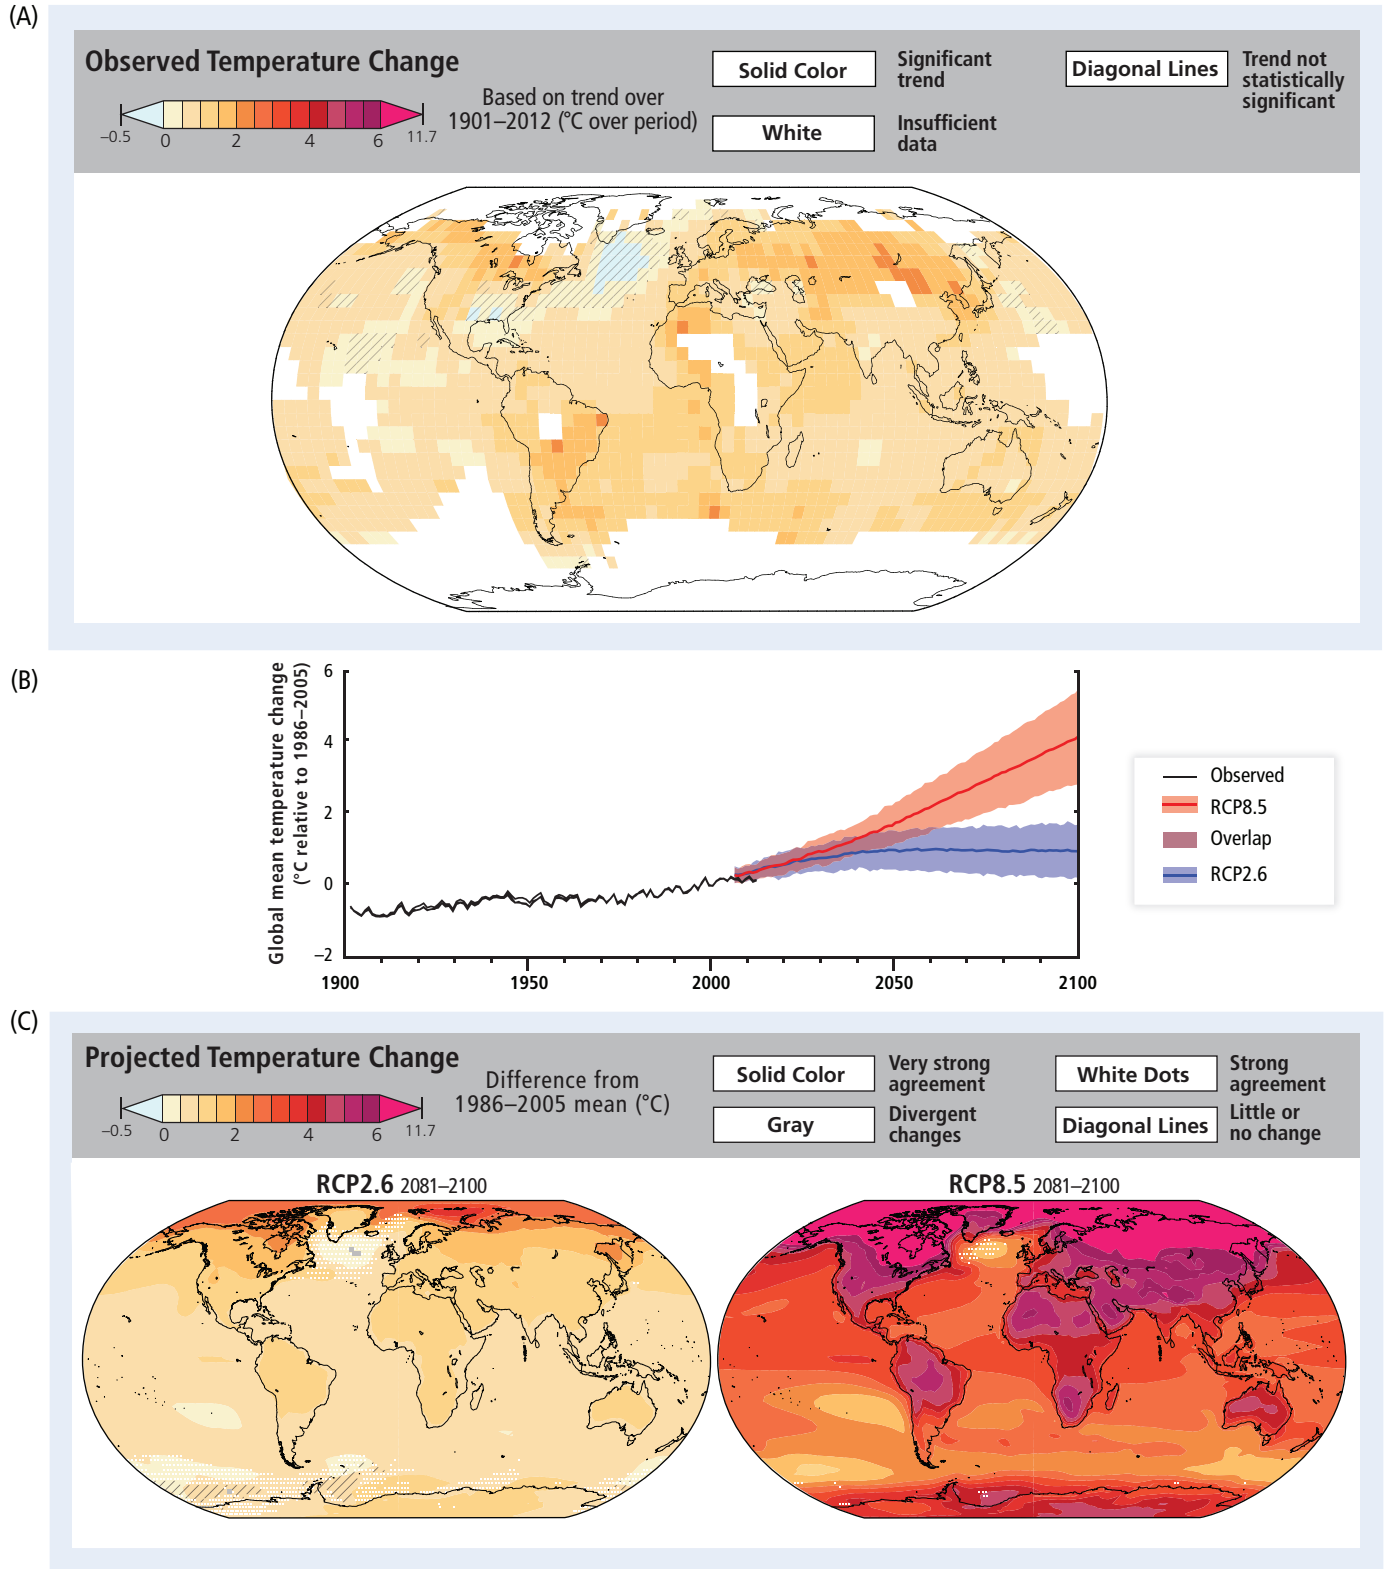 (A)
Observed Temperature Change
Based on trend over
1901–2012 (°C over period)
–0.5 0 2 4 6 11.7
Solid Color
Significant
trend
White
Insufficient
data
Diagonal Lines
Trend not
statistically
significant
(B)
Global mean temperature change
(°C relative to 1986–2005)
6
4
2
0
–2
1900 1950 2000 2050 2100
Observed
RCP8.5
Overlap
RCP2.6
(C)
Projected Temperature Change
Difference from
1986–2005 mean (°C)
–0.5 0 2 4 6 11.7
Solid Color
Very strong
agreement
Gray
Divergent
changes
White Dots
Strong
agreement
Diagonal Lines
Little or
no change
RCP2.6 2081–2100
RCP8.5 2081–2100